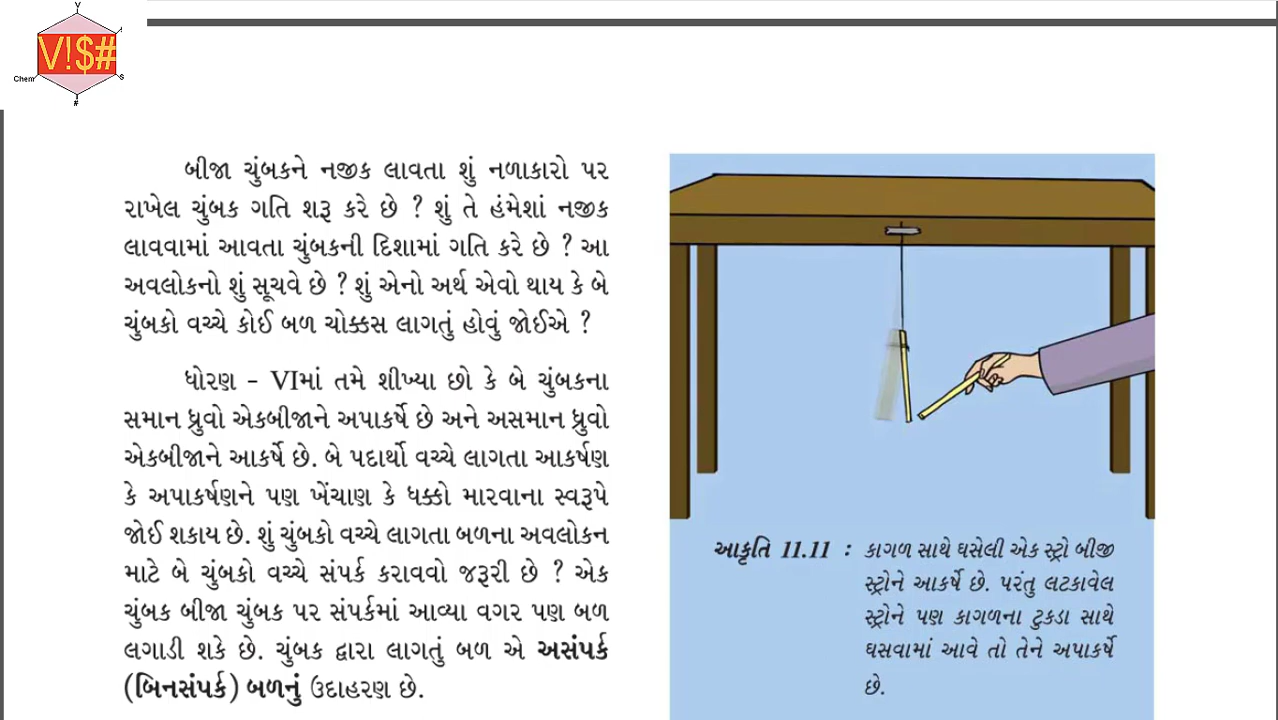 Y
V!$#
Chem
S
#
બીજા ચુંબકને નજીક લાવતા શું નળાકારો પર
રાખેલ ચુંબક ગતિ શરૂ કરે છે ? શું તે હંમેશાં નજીક
લાવવામાં આવતા ચુંબકની દિશામાં ગતિ કરે છે ? આ
અવલોકનો શું સૂચવે છે ? શું એનો અર્થ એવો થાય કે બે
ચુંબકો વચ્ચે કોઈ બળ ચોક્કસ લાગતું હોવું જોઈએ ?
ધોરણ - VIમાં તમે શીખ્યા છો કે બે ચુંબકના
સમાન ધ્રુવો એકબીજાને અપાકર્ષે છે અને અસમાન ધ્રુવો
એકબીજાને આકર્ષે છે. બે પદાર્થો વચ્ચે લાગતા આકર્ષણ
કે અપાકર્ષણને પણ ખેંચાણ કે ધક્કો મારવાના સ્વરૂપે
જોઈ શકાય છે. શું ચુંબકો વચ્ચે લાગતા બળના અવલોકન
માટે બે ચુંબકો વચ્ચે સંપર્ક કરાવવો જરૂરી છે ? એક
ચુંબક બીજા ચુંબક પર સંપર્કમાં આવ્યા વગર પણ બળ
લગાડી શકે છે. ચુંબક દ્વારા લાગતું બળ એ અસંપર્ક
(બિનસંપર્ક) બળનું ઉદાહરણ છે.
આકૃતિ 11.11 : કાગળ સાથે ઘસેલી એક સ્ટ્રો બીજી
સ્ટ્રોને આકર્ષે છે. પરંતુ લટકાવેલ
સ્ટ્રોને પણ કાગળના ટુકડા સાથે
ઘસવામાં આવે તો તેને અપાકર્ષે
છે.